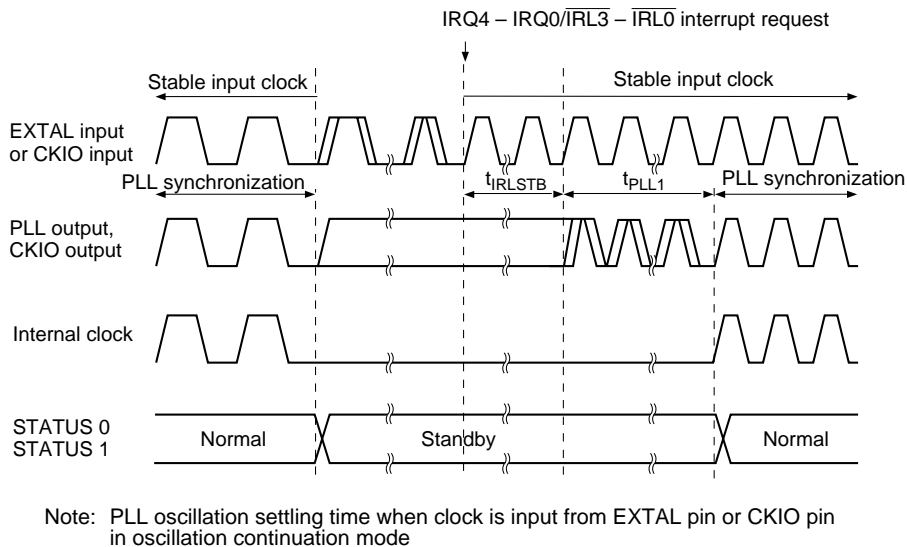 IRQ4 – IRQ0/IRL3 – IRL0 interrupt request
Stable input clock
Stable input clock
EXTAL input
or CKIO input
PLL synchronization
tIRLSTB
tPLL1
PLL synchronization
PLL output,
CKIO output
Internal clock
STATUS 0
STATUS 1
Normal
Standby
Normal
Note: PLL oscillation settling time when clock is input from EXTAL pin or CKIO pin
in oscillation continuation mode